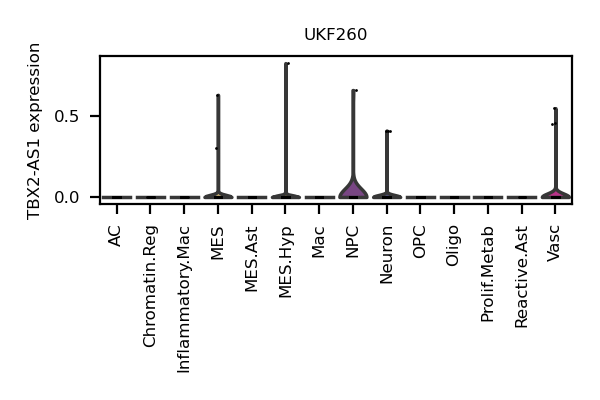 UKF260
TBX2-AS1 expression
0.5
0.0
AC
Chromatin.Reg
Inflammatory.Mac
MES
MES.Ast
MES.Hyp
Mac
NPC
Neuron
OPC
Oligo
Prolif.Metab
Reactive.Ast
Vasc